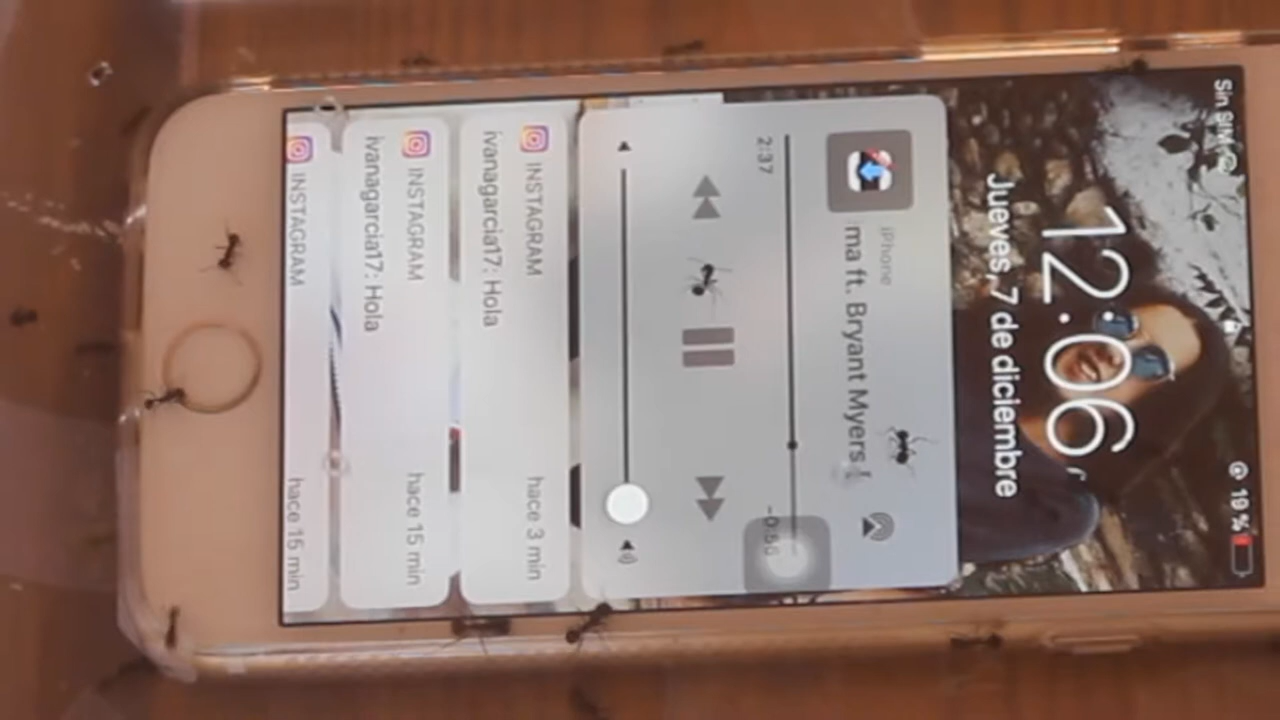 Sin SIM
19 %
12:06
Jueves, 7 de diciembre
iPhone
ma ft. Bryant Myers
2:37
-0:56
INSTAGRAM
hace 3 min
ivanagarcia17: Hola
INSTAGRAM
hace 15 min
ivanagarcia17: Hola
INSTAGRAM
hace 15 min